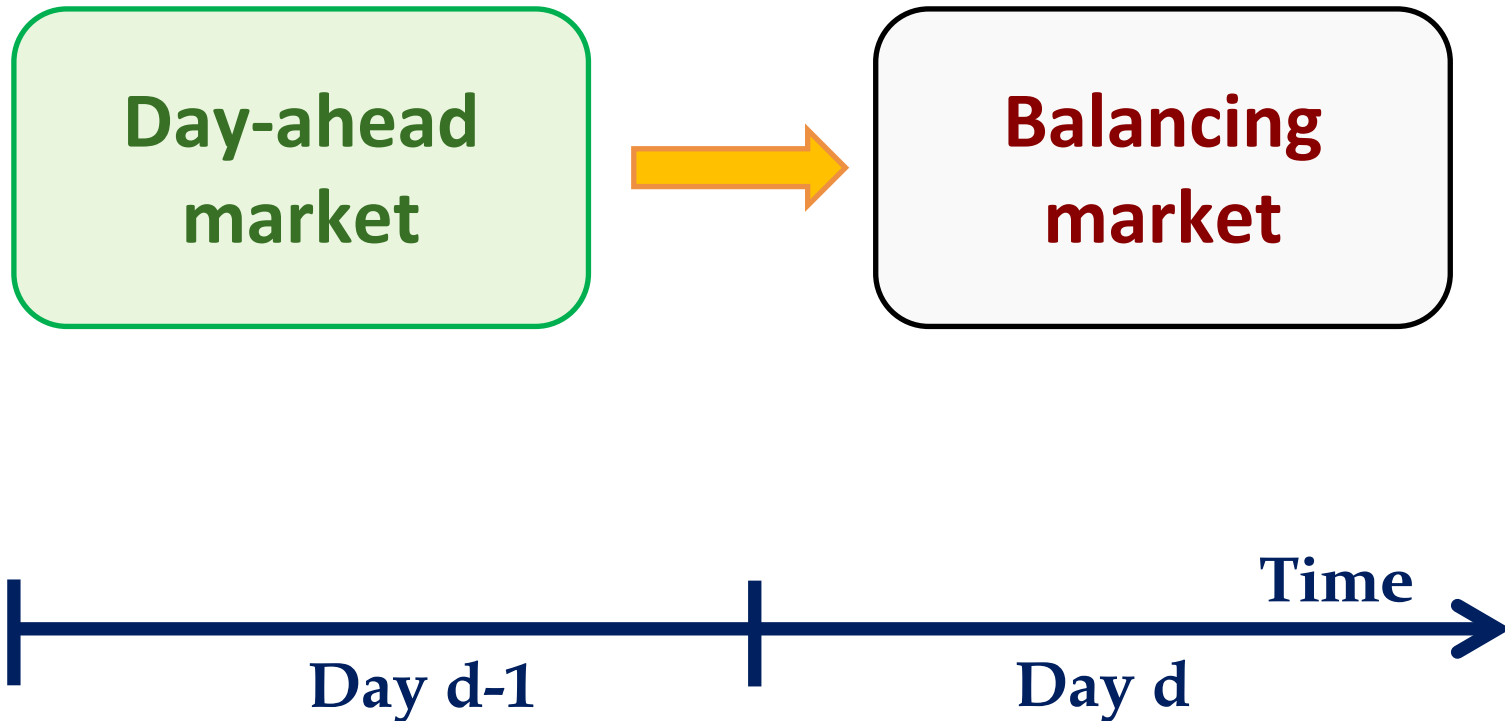 Day-ahead
market
Balancing
market
Time
Day d-1
Day d